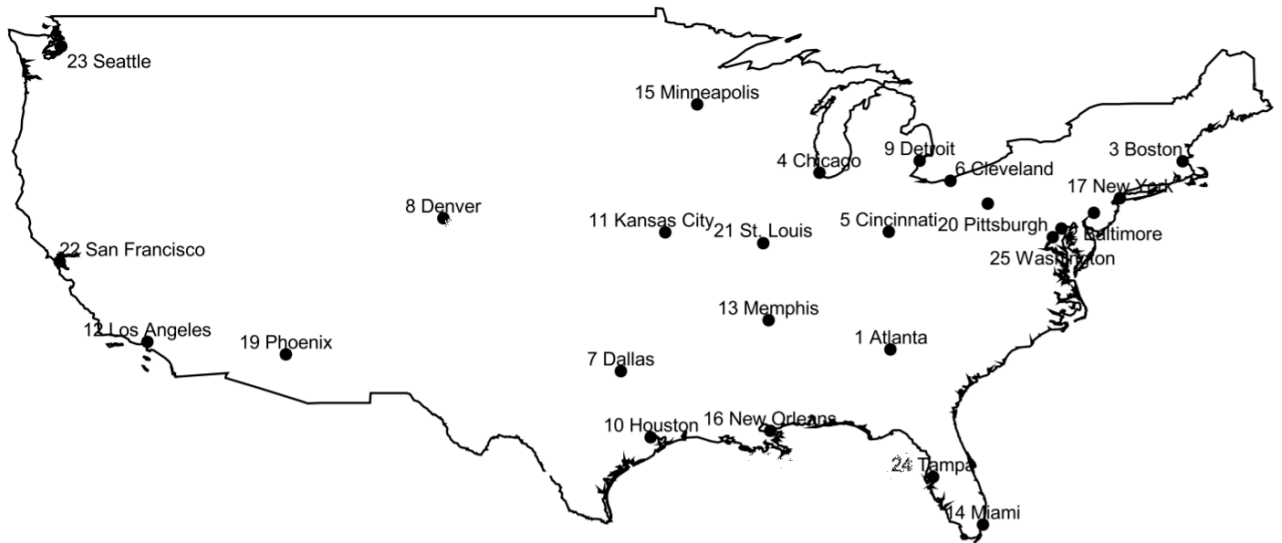 23 Seattle
15 Minneapolis
9 Detroit
3 Boston
4 Chicago
6 Cleveland
17 New York
8 Denver
11 Kansas City
21 St. Louis
5 Cincinnati
20 Pittsburgh
Baltimore
22 San Francisco
25 Washington
13 Memphis
12 Los Angeles
19 Phoenix
1 Atlanta
7 Dallas
10 Houston
16 New Orleans
24 Tampa
14 Miami